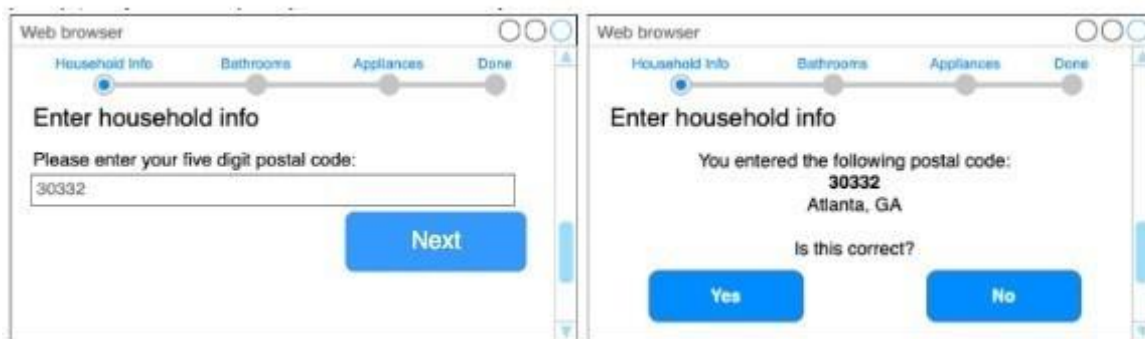 Web browser
Household Info Bathrooms Appliances Done
Enter household info
Please enter your five digit postal code:
30332
Next
Web browser
Household Info Bathrooms Appliances Done
Enter household info
You entered the following postal code:
30332
Atlanta, GA
Is this correct?
Yes No